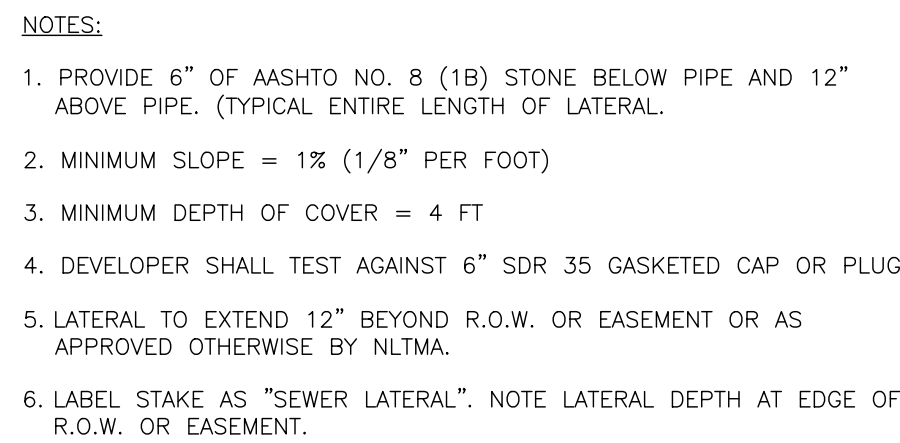 NOTES:
1. PROVIDE 6” OF AASHTO NO. 8 (1B) STONE BELOW PIPE AND 12”
ABOVE PIPE. (TYPICAL ENTIRE LENGTH OF LATERAL.
2. MINIMUM SLOPE = 1% (1/8” PER FOOT)
3. MINIMUM DEPTH OF COVER = 4 FT
4. DEVELOPER SHALL TEST AGAINST 6” SDR 35 GASKETED CAP OR PLUG
5. LATERAL TO EXTEND 12” BEYOND R.O.W. OR EASEMENT OR AS
APPROVED OTHERWISE BY NLTMA.
6. LABEL STAKE AS ”SEWER LATERAL”. NOTE LATERAL DEPTH AT EDGE OF
R.O.W. OR EASEMENT.